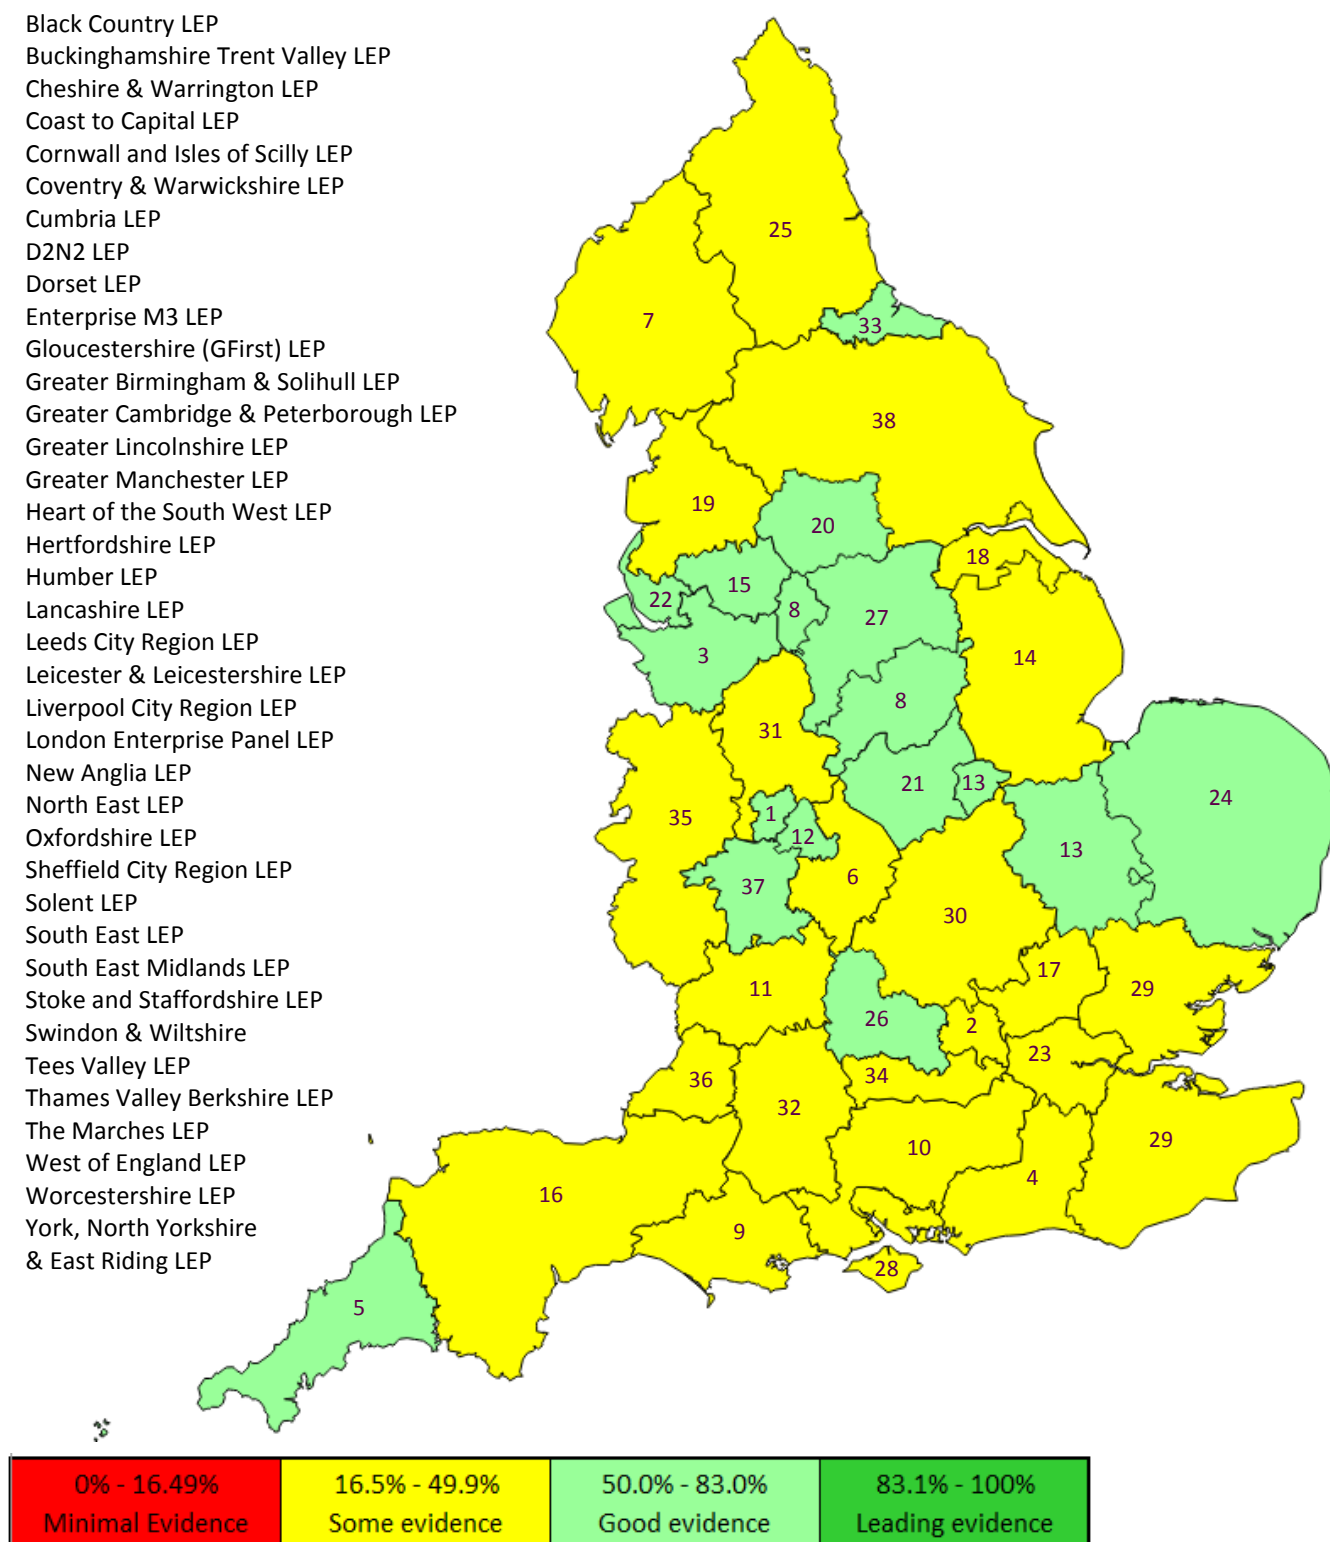 Black Country LEP
Buckinghamshire Trent Valley LEP
Cheshire & Warrington LEP
Coast to Capital LEP
Cornwall and Isles of Scilly LEP
Coventry & Warwickshire LEP
Cumbria LEP
D2N2 LEP
Dorset LEP
Enterprise M3 LEP
Gloucestershire (GFirst) LEP
Greater Birmingham & Solihull LEP
Greater Cambridge & Peterborough LEP
Greater Lincolnshire LEP
Greater Manchester LEP
Heart of the South West LEP
Hertfordshire LEP
Humber LEP
Lancashire LEP
Leeds City Region LEP
Leicester & Leicestershire LEP
Liverpool City Region LEP
London Enterprise Panel LEP
New Anglia LEP
North East LEP
Oxfordshire LEP
Sheffield City Region LEP
Solent LEP
South East LEP
South East Midlands LEP
Stoke and Staffordshire LEP
Swindon & Wiltshire
Tees Valley LEP
Thames Valley Berkshire LEP
The Marches LEP
West of England LEP
Worcestershire LEP
York, North Yorkshire
& East Riding LEP
25
7
33
38
19
20
18
15
22
8
27
3
14
8
31
21
13
24
1
35
12
13
6
37
30
17
11
29
26
2
23
34
36
32
29
10
4
16
9
28
5
0% - 16.49%
Minimal Evidence
16.5% - 49.9%
Some evidence
50.0% - 83.0%
Good evidence
83.1% - 100%
Leading evidence